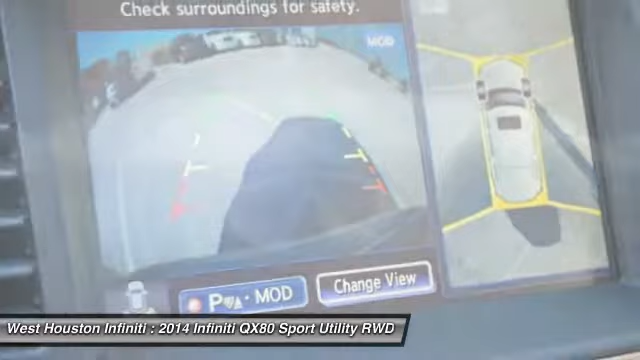 Check surroundings for safety.
MOD
P · MOD
Change View
West Houston Infiniti : 2014 Infiniti QX80 Sport Utility RWD